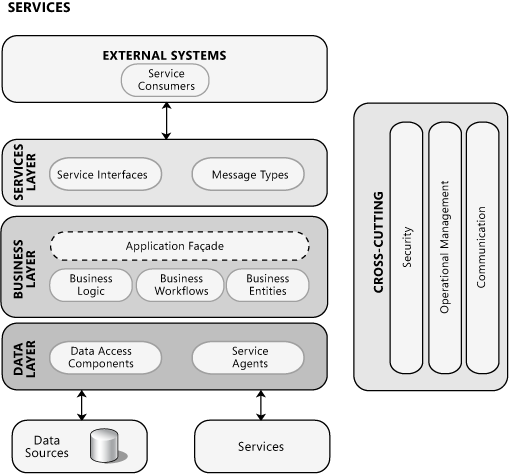 SERVICES
EXTERNAL SYSTEMS
Service
Consumers
SERVICES
LAYER
Service Interfaces
Message Types
BUSINESS
LAYER
Application Façade
Business
Logic
Business
Workflows
Business
Entities
DATA
LAYER
Data Access
Components
Service
Agents
Data
Sources
Services
CROSS-CUTTING
Security
Operational Management
Communication